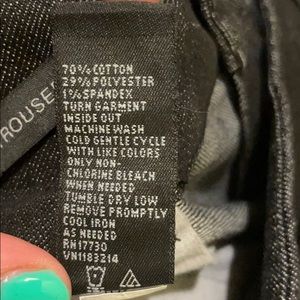 70% COTTON
29% POLYESTER
1% SPANDEX
TURN GARMENT
INSIDE OUT
MACHINE WASH
COLD GENTLE CYCLE
WITH LIKE COLORS
ONLY NON-
CHLORINE BLEACH
WHEN NEEDED
TUMBLE DRY LOW
REMOVE PROMPTLY
COOL IRON
AS NEEDED
RN17730
VN1183214
TROUSE